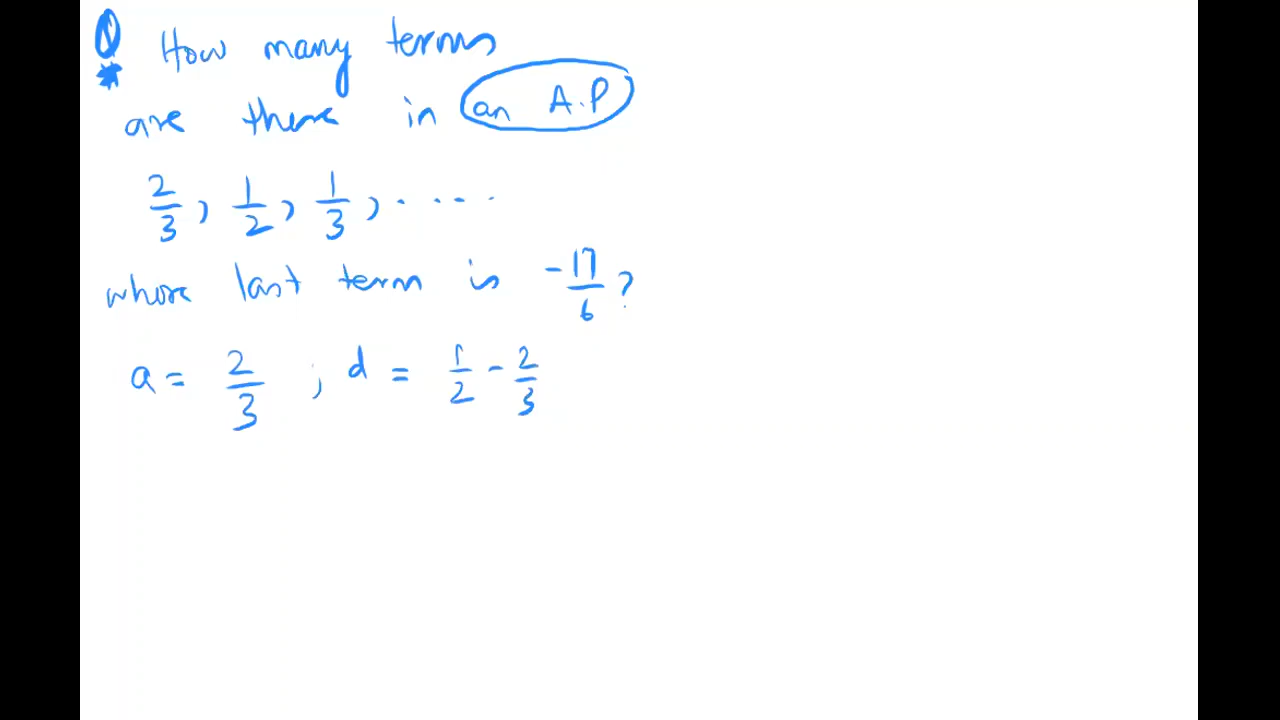 Q How many terms
* are there in an A.P
2/3, 1/2, 1/3, .....
whose last term is -17/6?
a = 2/3 ; d = 1/2 - 2/3